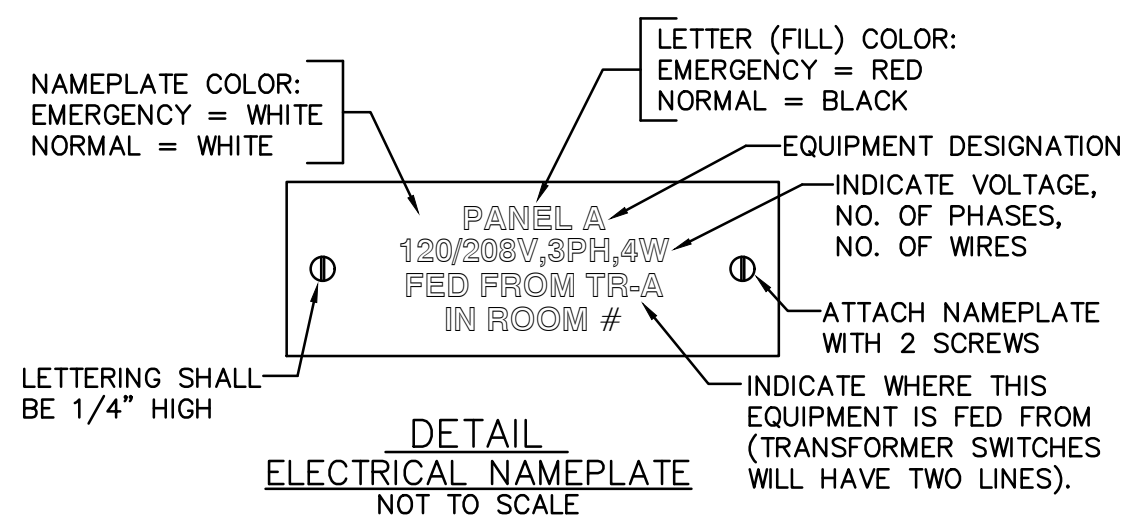 LETTER (FILL) COLOR:
EMERGENCY = RED
NORMAL = BLACK
NAMEPLATE COLOR:
EMERGENCY = WHITE
NORMAL = WHITE
EQUIPMENT DESIGNATION
INDICATE VOLTAGE,
NO. OF PHASES,
NO. OF WIRES
PANEL A
120/208V,3PH,4W
FED FROM TR-A
IN ROOM #
ATTACH NAMEPLATE
WITH 2 SCREWS
LETTERING SHALL
BE 1/4" HIGH
INDICATE WHERE THIS
EQUIPMENT IS FED FROM
(TRANSFORMER SWITCHES
WILL HAVE TWO LINES).
DETAIL
ELECTRICAL NAMEPLATE
NOT TO SCALE